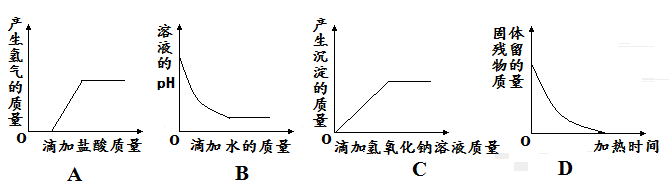 产生氢气的质量
O
滴加盐酸质量
A
溶液的pH
O
滴加水的质量
B
产生沉淀的质量
O
滴加氢氧化钠溶液质量
C
固体残留物的质量
O
加热时间
D